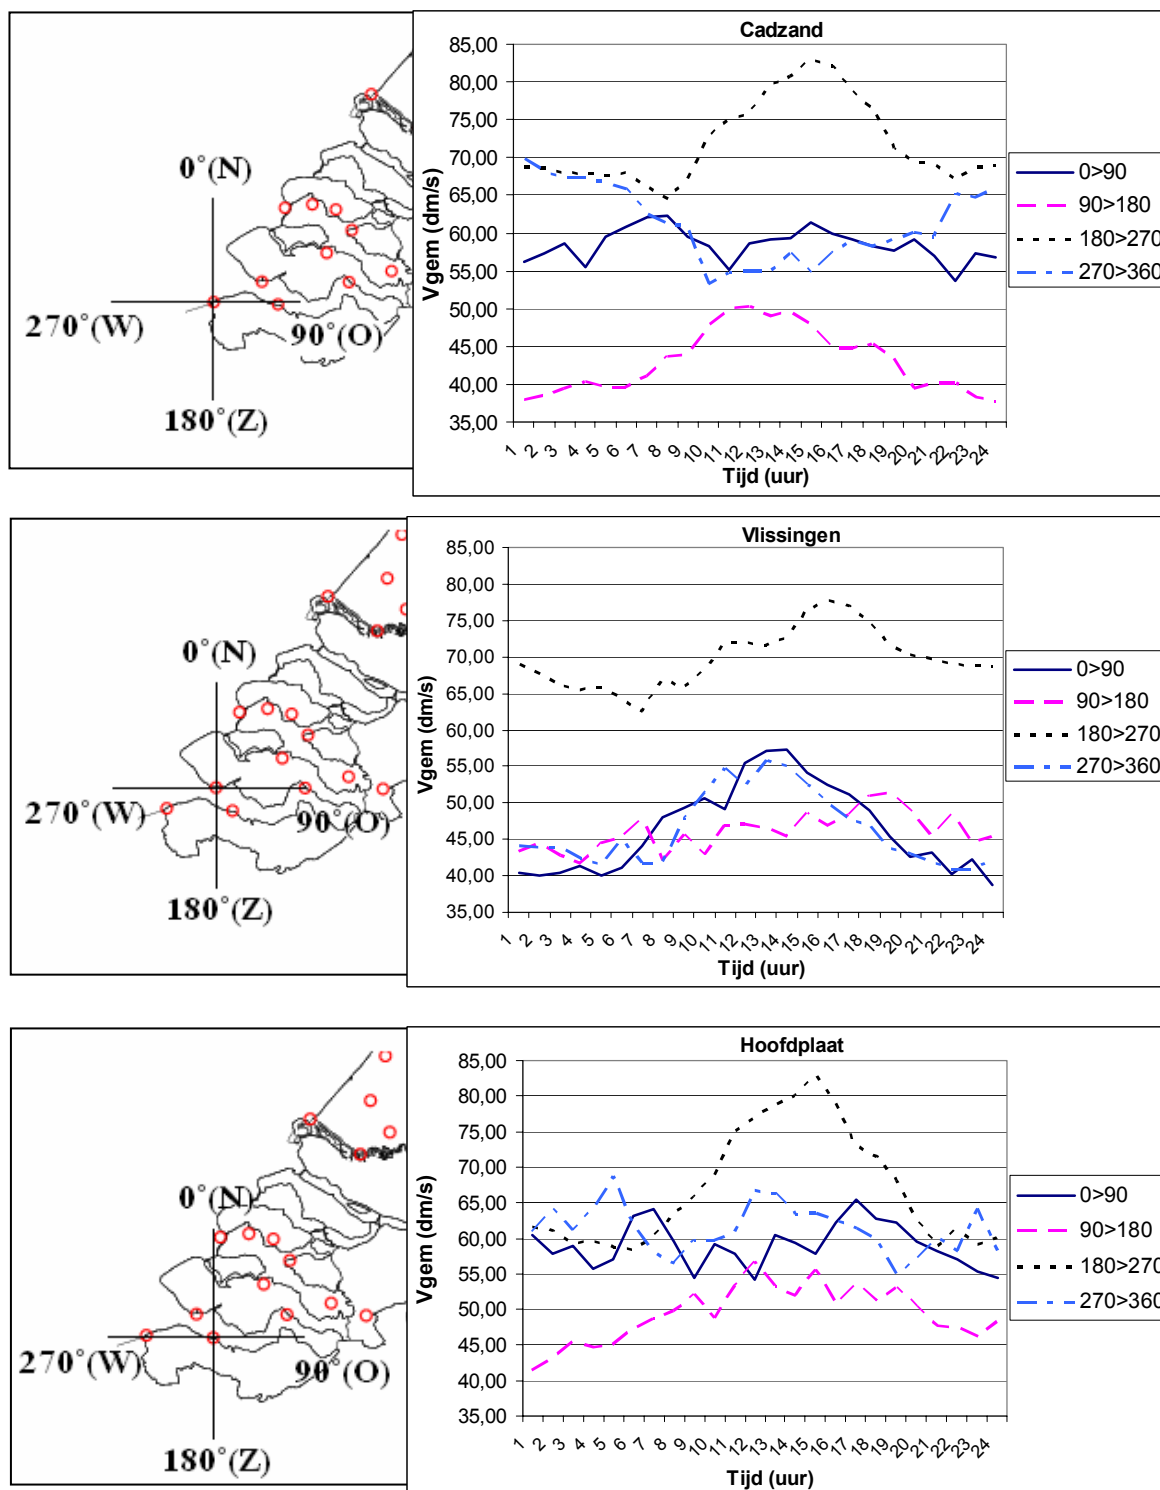 Cadzand
0°(N)
270°(W)
90°(O)
180°(Z)
Vgem (dm/s)
85,00
80,00
75,00
70,00
65,00
60,00
55,00
50,00
45,00
40,00
35,00
1 2 3 4 5 6 7 8 9 10 11 12 13 14 15 16 17 18 19 20 21 22 23 24
Tijd (uur)
0>90
90>180
180>270
270>360
Vlissingen
0°(N)
270°(W)
90°(O)
180°(Z)
Vgem (dm/s)
85,00
80,00
75,00
70,00
65,00
60,00
55,00
50,00
45,00
40,00
35,00
1 2 3 4 5 6 7 8 9 10 11 12 13 14 15 16 17 18 19 20 21 22 23 24
Tijd (uur)
0>90
90>180
180>270
270>360
Hoofdplaat
0°(N)
270°(W)
90°(O)
180°(Z)
Vgem (dm/s)
85,00
80,00
75,00
70,00
65,00
60,00
55,00
50,00
45,00
40,00
35,00
1 2 3 4 5 6 7 8 9 10 11 12 13 14 15 16 17 18 19 20 21 22 23 24
Tijd (uur)
0>90
90>180
180>270
270>360